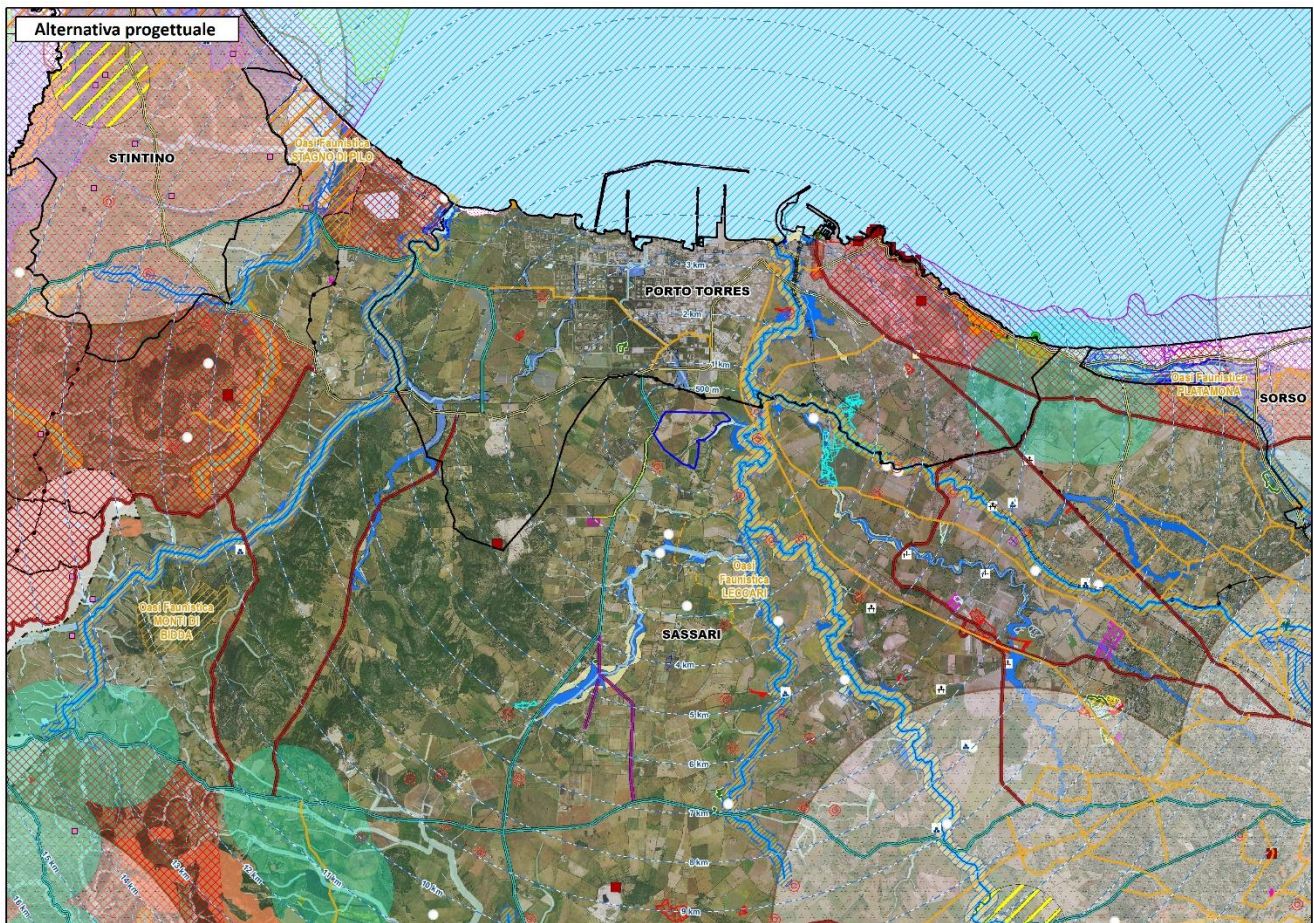 Alternativa progettuale
STINTINO
Oasi Faunistica
STAGNO DI PILO
3 km
PORTO TORRES
2 km
1 km
500 m
Oasi Faunistica
PLATAMONA
SORSO
Oasi
Faunistica
LECCARI
Oasi Faunistica
MONTI DI
BIDDA
SASSARI
4 km
5 km
6 km
7 km
8 km
9 km
10 km
11 km
12 km
13 km
14 km
15 km
16 km